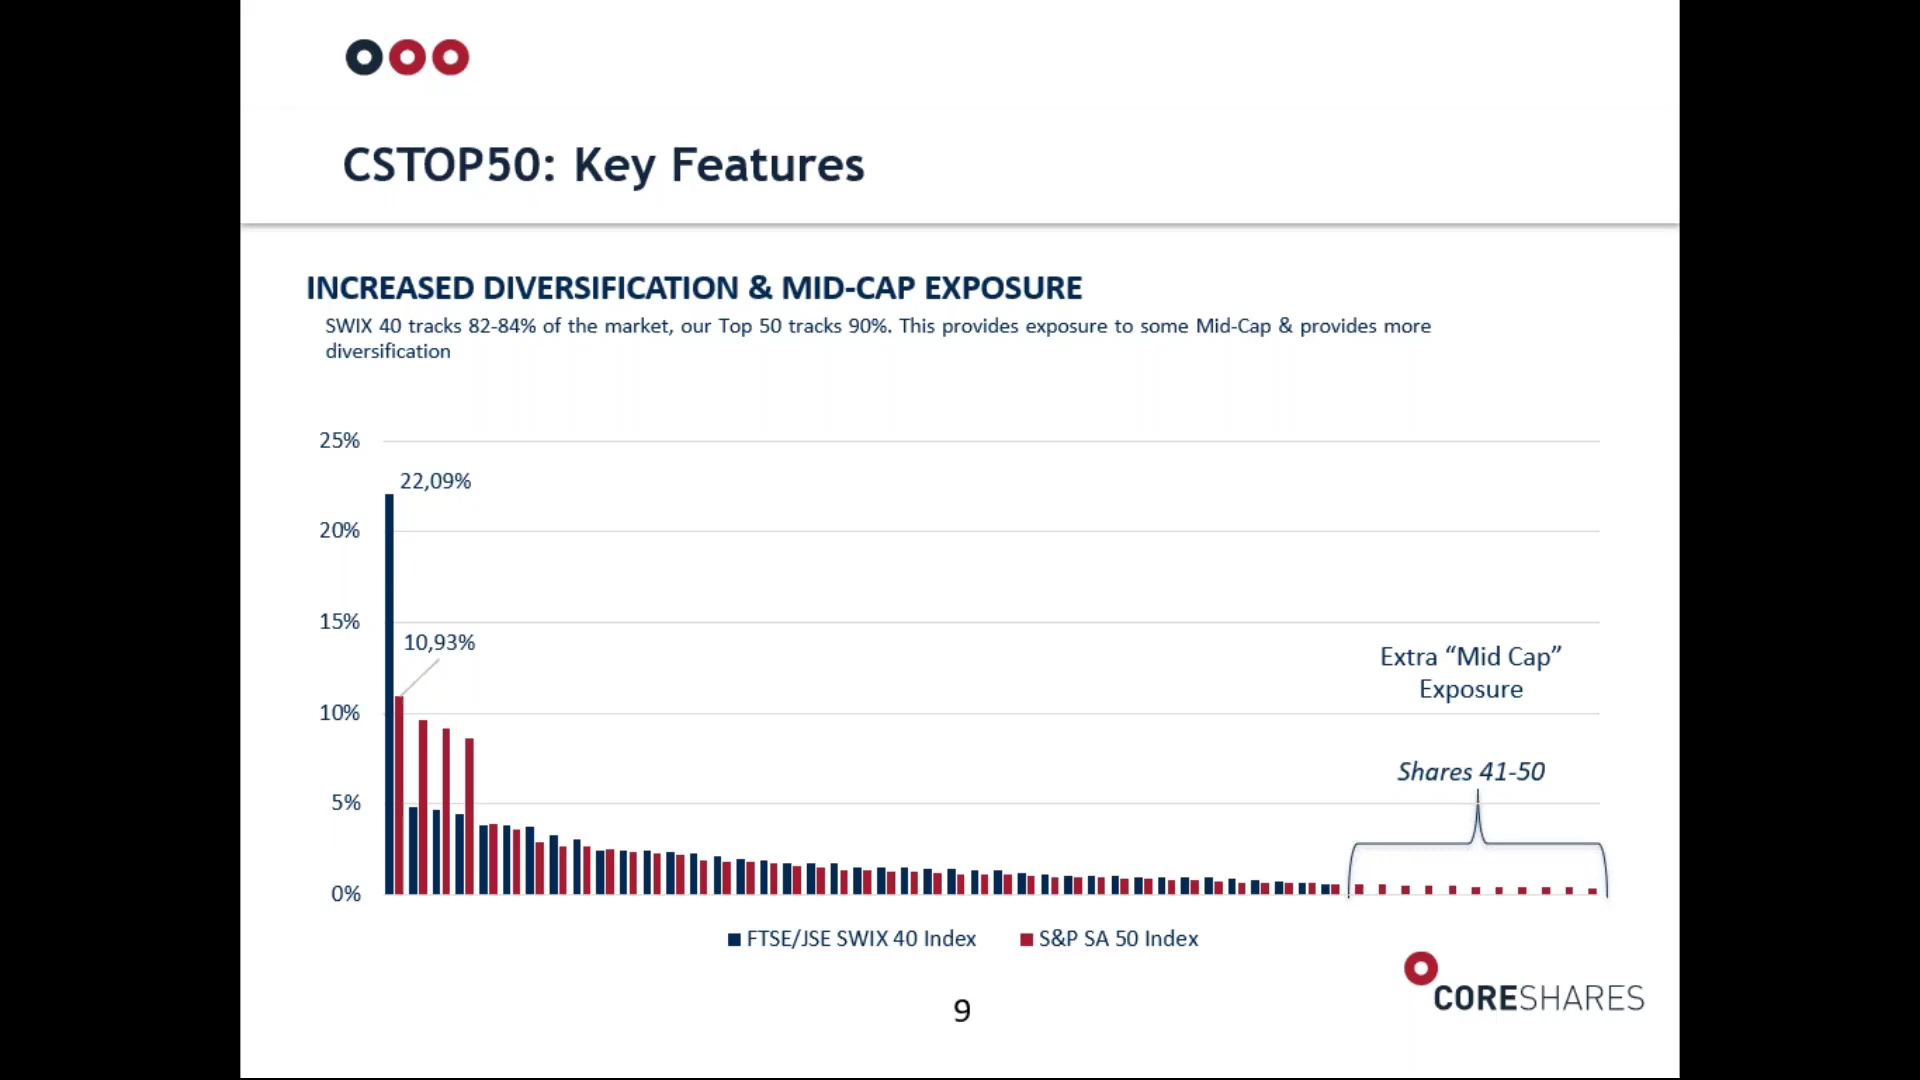 CSTOP50: Key Features
INCREASED DIVERSIFICATION & MID-CAP EXPOSURE
SWIX 40 tracks 82-84% of the market, our Top 50 tracks 90%. This provides exposure to some Mid-Cap & provides more
diversification
25%
22,09%
20%
15%
10,93%
Extra “Mid Cap”
Exposure
10%
Shares 41-50
5%
0%
FTSE/JSE SWIX 40 Index
S&P SA 50 Index
CORESHARES
9